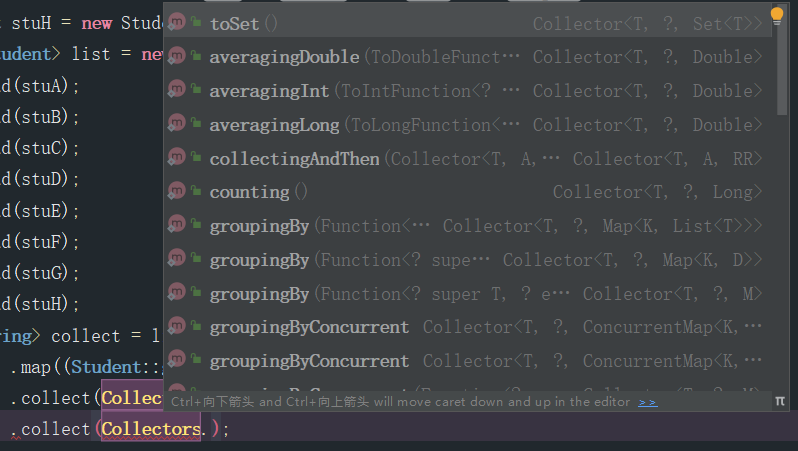 t stuH = new Stude
tudent> list = new
d(stuA);
d(stuB);
d(stuC);
d(stuD);
d(stuE);
d(stuF);
d(stuG);
d(stuH);
ring> collect = l
.map((Student::g
.collect(Collect
.collect(Collectors.);
toSet() Collector<T, ?, Set<T>>
averagingDouble(ToDoubleFunct… Collector<T, ?, Double>
averagingInt(ToIntFunction<? … Collector<T, ?, Double>
averagingLong(ToLongFunction<… Collector<T, ?, Double>
collectingAndThen(Collector<T, A,… Collector<T, A, RR>
counting() Collector<T, ?, Long>
groupingBy(Function<… Collector<T, ?, Map<K, List<T>>>
groupingBy(Function<? supe… Collector<T, ?, Map<K, D>>
groupingBy(Function<? super T, ? e… Collector<T, ?, M>
groupingByConcurrent Collector<T, ?, ConcurrentMap<K,…
groupingByConcurrent Collector<T, ?, ConcurrentMap<K,…
Ctrl+向下箭头 and Ctrl+向上箭头 will move caret down and up in the editor >>
π